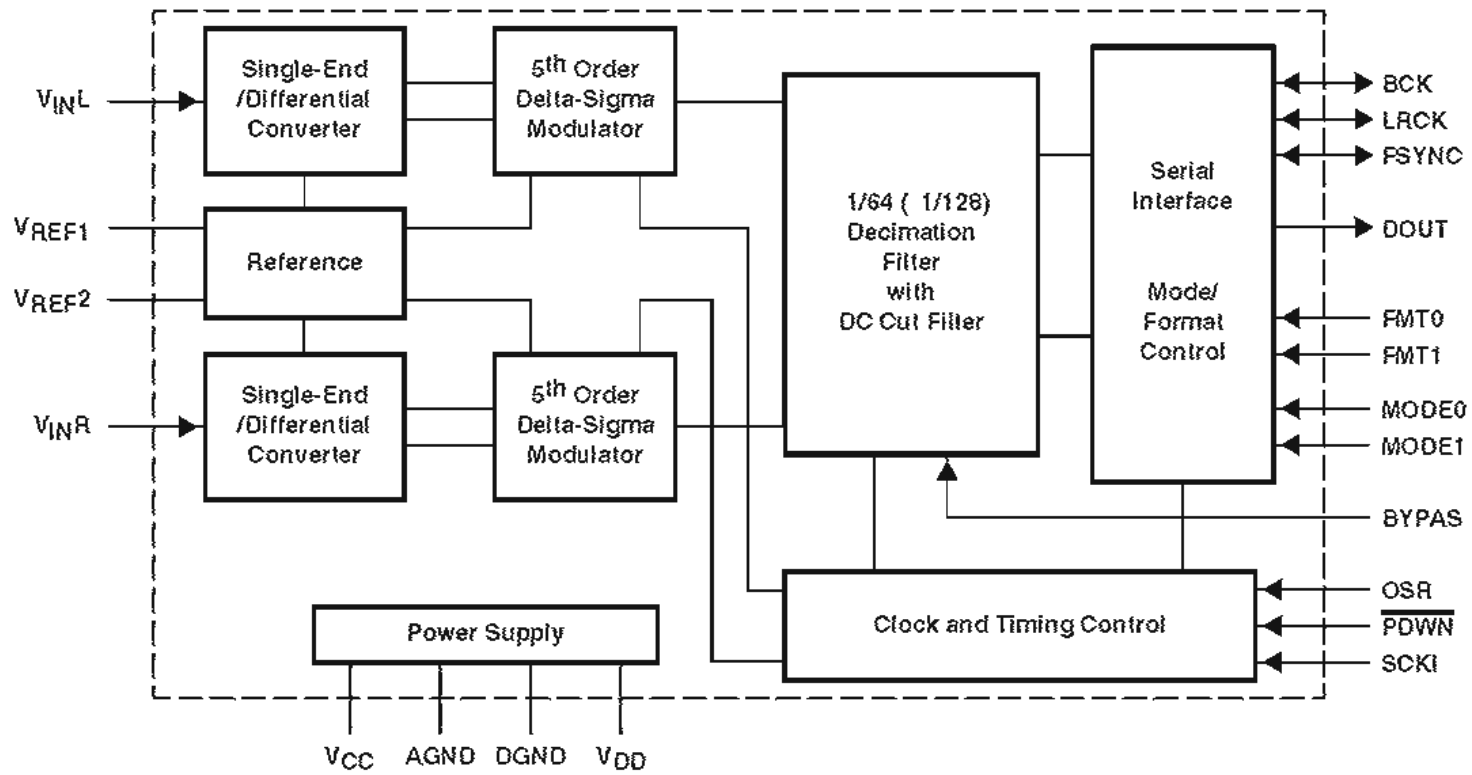 Single-End
/Differential
Converter
5th Order
Delta-Sigma
Modulator
VINL
VREF1
Reference
VREF2
Single-End
/Differential
Converter
5th Order
Delta-Sigma
Modulator
VINR
1/64 ( 1/128)
Decimation
Filter
with
DC Cut Filter
Serial
Interface
Mode/
Format
Control
BCK
LRCK
FSYNC
DOUT
FMT0
FMT1
MODE0
MODE1
BYPAS
OSR
PDWN
SCKI
Clock and Timing Control
Power Supply
VCC
AGND
DGND
VDD